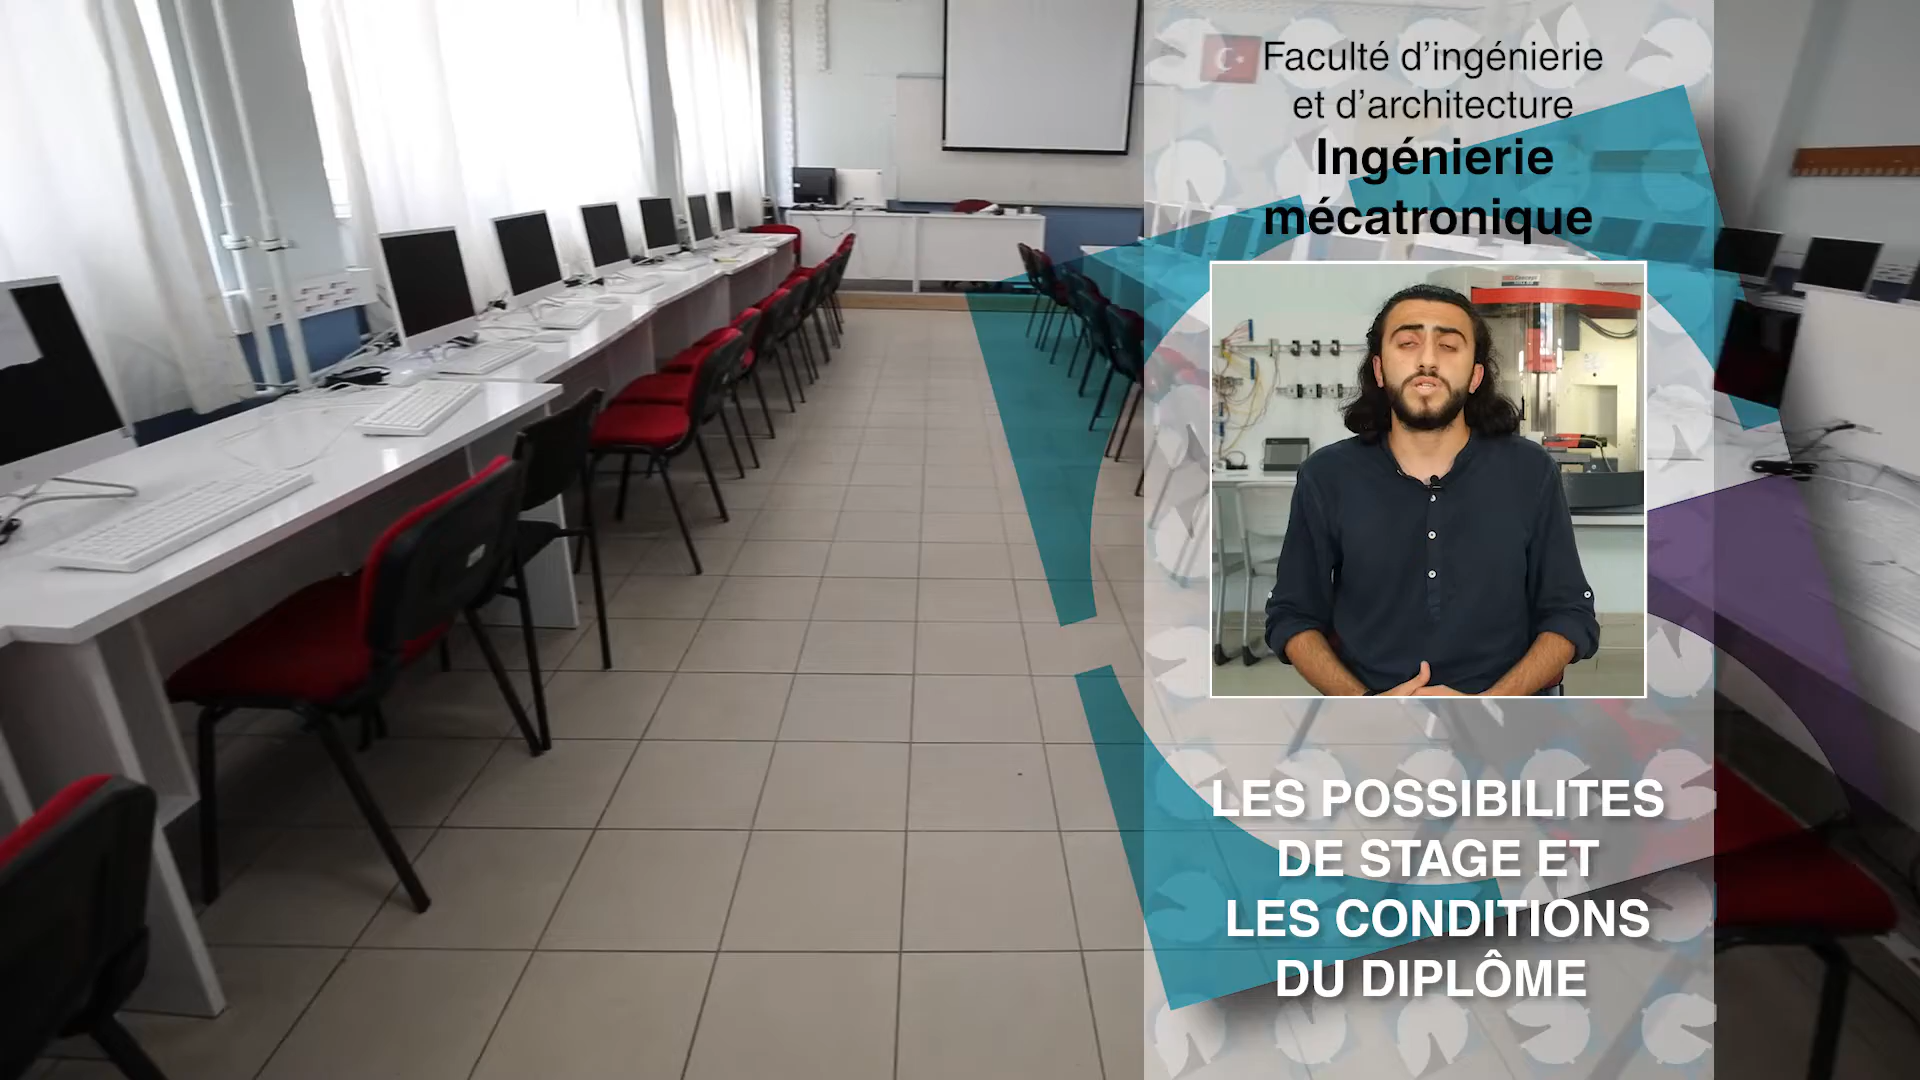 Faculté d’ingénierie
et d’architecture
Ingénierie
mécatronique
LES POSSIBILITES
DE STAGE ET
LES CONDITIONS
DU DIPLÔME